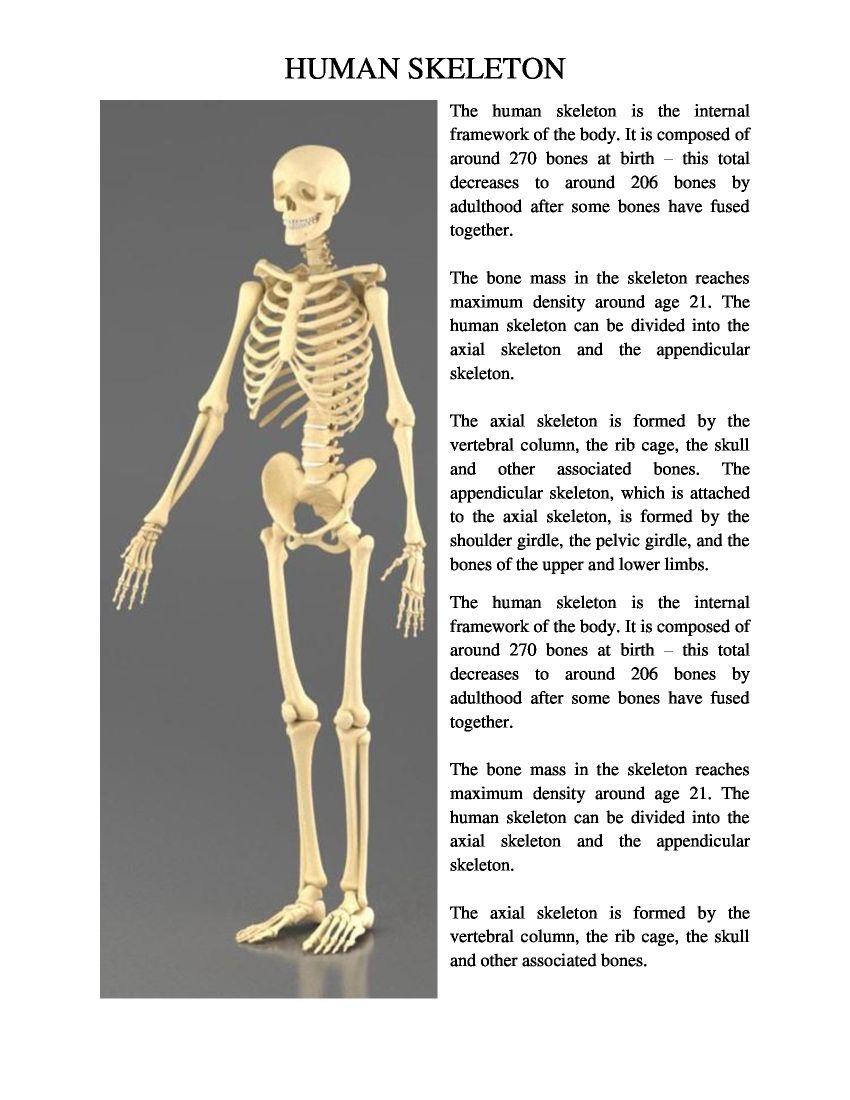 HUMAN SKELETON
The human skeleton is the internal
framework of the body. It is composed of
around 270 bones at birth – this total
decreases to around 206 bones by
adulthood after some bones have fused
together.
The bone mass in the skeleton reaches
maximum density around age 21. The
human skeleton can be divided into the
axial skeleton and the appendicular
skeleton.
The axial skeleton is formed by the
vertebral column, the rib cage, the skull
and other associated bones. The
appendicular skeleton, which is attached
to the axial skeleton, is formed by the
shoulder girdle, the pelvic girdle, and the
bones of the upper and lower limbs.
The human skeleton is the internal
framework of the body. It is composed of
around 270 bones at birth – this total
decreases to around 206 bones by
adulthood after some bones have fused
together.
The bone mass in the skeleton reaches
maximum density around age 21. The
human skeleton can be divided into the
axial skeleton and the appendicular
skeleton.
The axial skeleton is formed by the
vertebral column, the rib cage, the skull
and other associated bones.